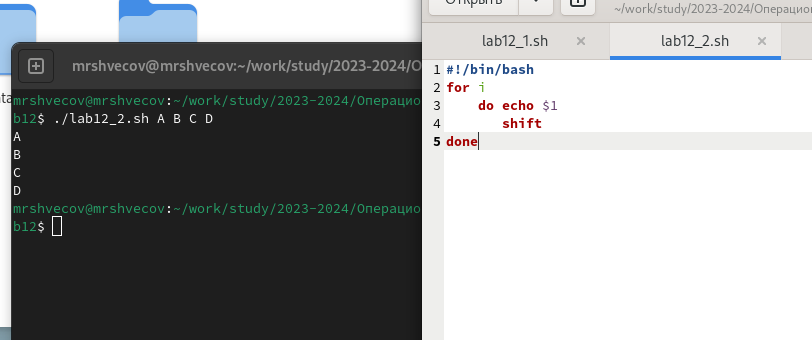 Открыть
~/work/study/2023-2024/Операцион
lab12_1.sh ×
lab12_2.sh ×
mrshvecov@mrshvecov:~/work/study/2023-2024/О
mrshvecov@mrshvecov:~/work/study/2023-2024/Операцио
b12$ ./lab12_2.sh A B C D
A
B
C
D
mrshvecov@mrshvecov:~/work/study/2023-2024/Операцио
b12$
1 #!/bin/bash
2 for i
3     do echo $1
4        shift
5 done